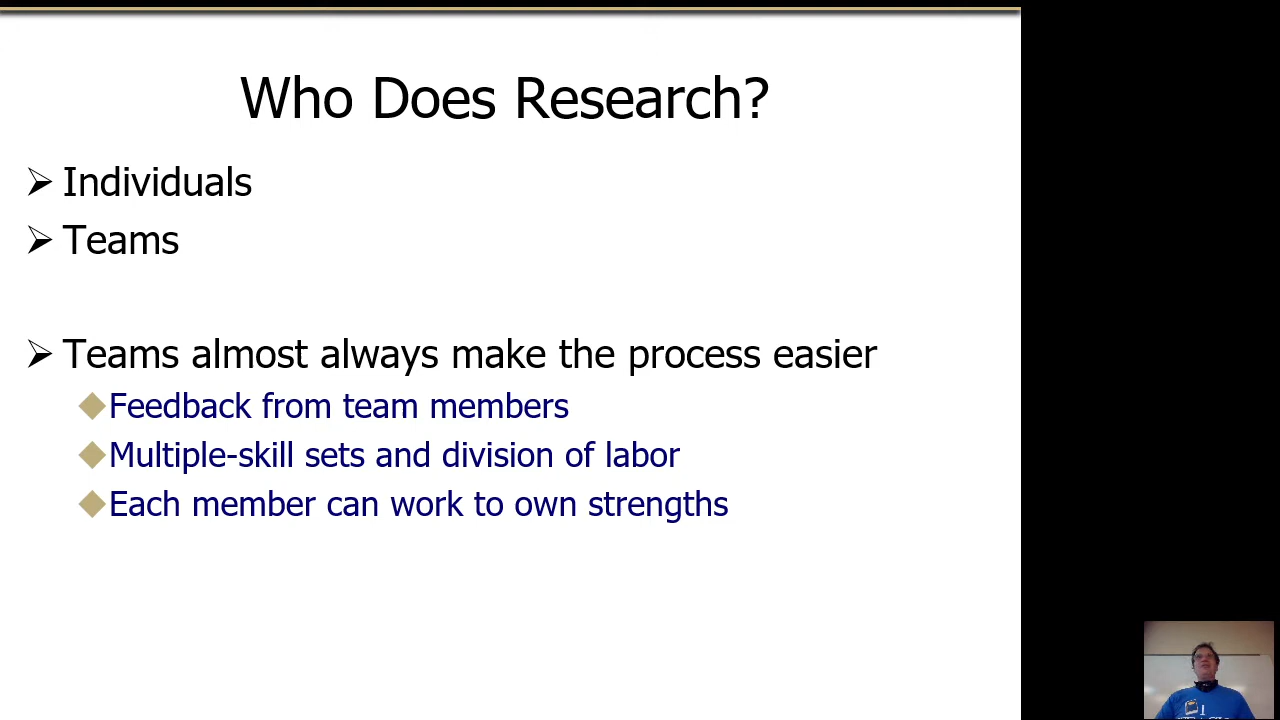 Who Does Research?
Individuals
Teams
Teams almost always make the process easier
Feedback from team members
Multiple-skill sets and division of labor
Each member can work to own strengths
I